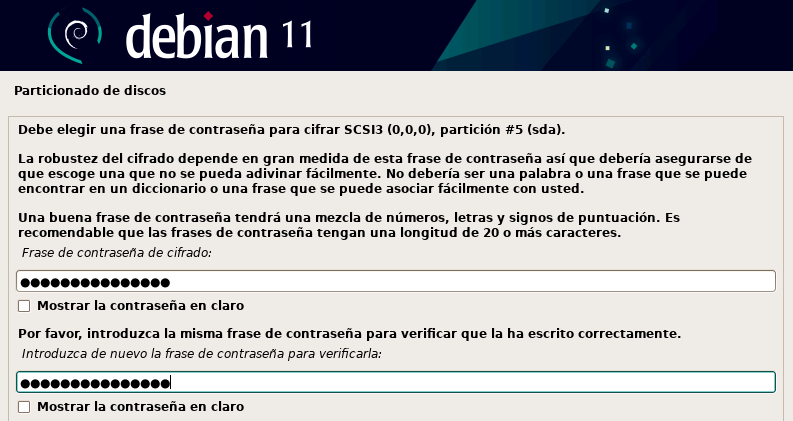 debian 11
Particionado de discos
Debe elegir una frase de contraseña para cifrar SCSI3 (0,0,0), partición #5 (sda).
La robustez del cifrado depende en gran medida de esta frase de contraseña así que debería asegurarse de
que escoge una que no se pueda adivinar fácilmente. No debería ser una palabra o una frase que se puede
encontrar en un diccionario o una frase que se puede asociar fácilmente con usted.
Una buena frase de contraseña tendrá una mezcla de números, letras y signos de puntuación. Es
recomendable que las frases de contraseña tengan una longitud de 20 o más caracteres.
Frase de contraseña de cifrado:
●●●●●●●●●●●●●●●
Mostrar la contraseña en claro
Por favor, introduzca la misma frase de contraseña para verificar que la ha escrito correctamente.
Introduzca de nuevo la frase de contraseña para verificarla:
●●●●●●●●●●●●●●●
Mostrar la contraseña en claro